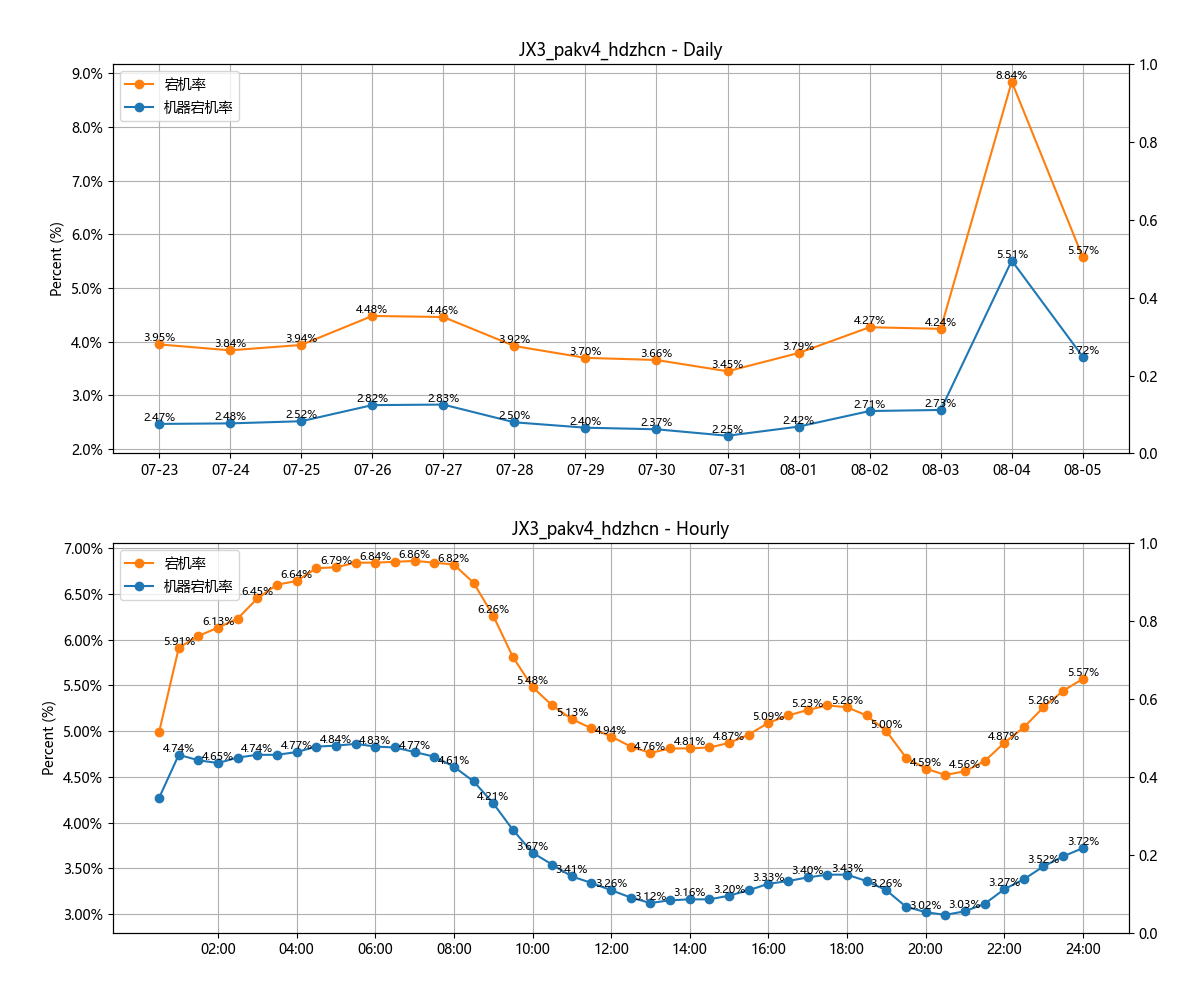 JX3_pakv4_hdzhcn - Daily
宕机率
机器宕机率
Percent (%)
9.0%
8.0%
7.0%
6.0%
5.0%
4.0%
3.0%
2.0%
1.0
0.8
0.6
0.4
0.2
0.0
3.95% 3.84% 3.94% 4.48% 4.46% 3.92% 3.70% 3.66% 3.45% 3.79% 4.27% 4.24% 8.84% 5.57%
2.47% 2.48% 2.52% 2.82% 2.83% 2.50% 2.40% 2.37% 2.25% 2.42% 2.71% 2.73% 5.51% 3.72%
07-23 07-24 07-25 07-26 07-27 07-28 07-29 07-30 07-31 08-01 08-02 08-03 08-04 08-05
JX3_pakv4_hdzhcn - Hourly
宕机率
机器宕机率
Percent (%)
7.00%
6.50%
6.00%
5.50%
5.00%
4.50%
4.00%
3.50%
3.00%
1.0
0.8
0.6
0.4
0.2
0.0
5.91% 6.13% 6.45% 6.64% 6.79% 6.84% 6.86% 6.82% 6.26% 5.48% 5.13% 4.94% 4.76% 4.81% 4.87% 5.09% 5.23% 5.26% 5.00% 4.59% 4.56% 4.87% 5.26% 5.57%
4.74% 4.65% 4.74% 4.77% 4.84% 4.83% 4.77% 4.61% 4.21% 3.67% 3.41% 3.26% 3.12% 3.16% 3.20% 3.33% 3.40% 3.43% 3.26% 3.02% 3.03% 3.27% 3.52% 3.72%
02:00 04:00 06:00 08:00 10:00 12:00 14:00 16:00 18:00 20:00 22:00 24:00